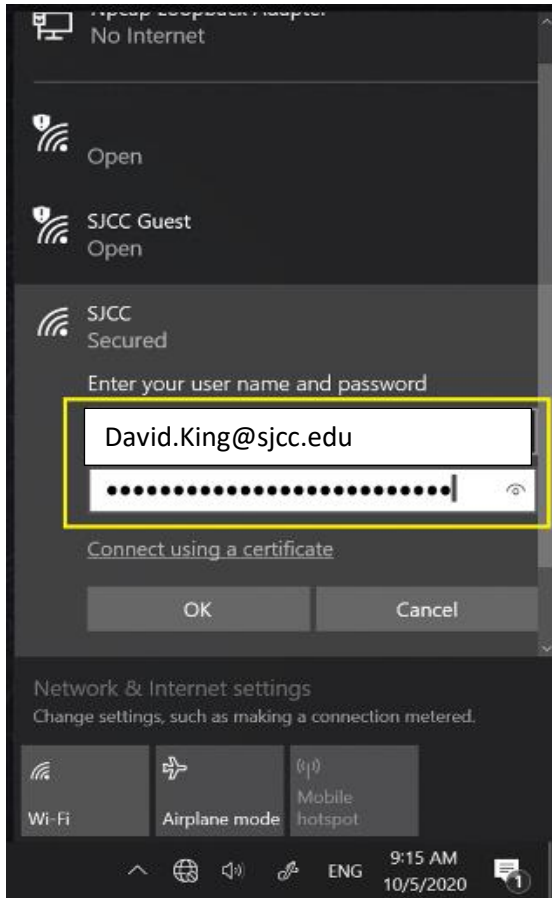 No Internet
Open
SJCC Guest
Open
SJCC
Secured
Enter your user name and password
David.King@sjcc.edu
Connect using a certificate
OK
Cancel
Network & Internet settings
Change settings, such as making a connection metered.
Wi-Fi
Airplane mode
Mobile
hotspot
ENG
9:15 AM
10/5/2020
1